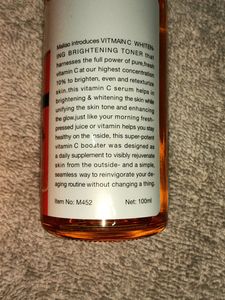 Maliao introduces VITMAIN C WHITEN-
ING BRIGHTENING TONER that
harnesses the full power of pure,fresh
vitamin C at our highest concentration
10% to brighten, even and retexturize
skin.this vitamin C serum helps in
brightening & whitening the skin while
verifying the skin tone and enhancing
the glow.just like your morning fresh-
pressed juice or vitamin helps you stay
healthy on the inside, this super-potent
vitamin C booster was designed as
a daily supplement to visibly rejuvenate
skin from the outside- and a simple,
seamless way to reinvigorate your de-
aging routine without changing a thing.
Item No: M452 Net: 100ml